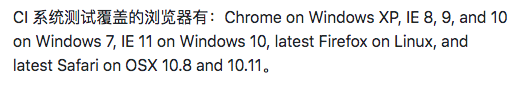 CI 系统测试覆盖的浏览器有：Chrome on Windows XP, IE 8, 9, and 10
on Windows 7, IE 11 on Windows 10, latest Firefox on Linux, and
latest Safari on OSX 10.8 and 10.11。